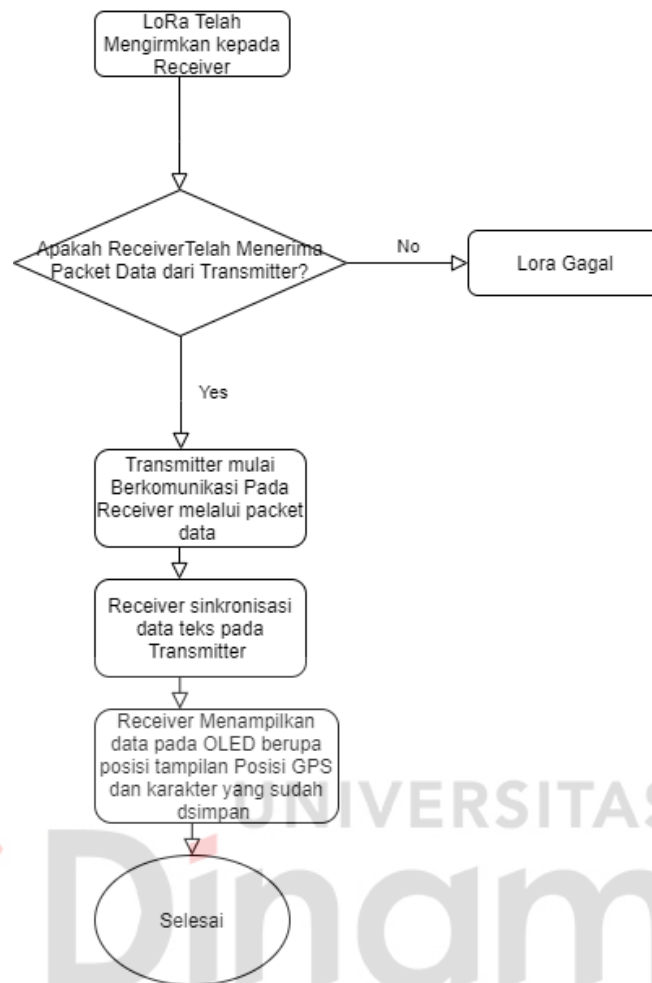 LoRa Telah
Mengirmkan kepada
Receiver
Apakah ReceiverTelah Menerima
Packet Data dari Transmitter?
No
Lora Gagal
Yes
Transmitter mulai
Berkomunikasi Pada
Receiver melalui packet
data
Receiver sinkronisasi
data teks pada
Transmitter
Receiver Menampilkan
data pada OLED berupa
posisi tampilan Posisi GPS
dan karakter yang sudah
dsimpan
UNIVERSITAS
Dinam
Selesai